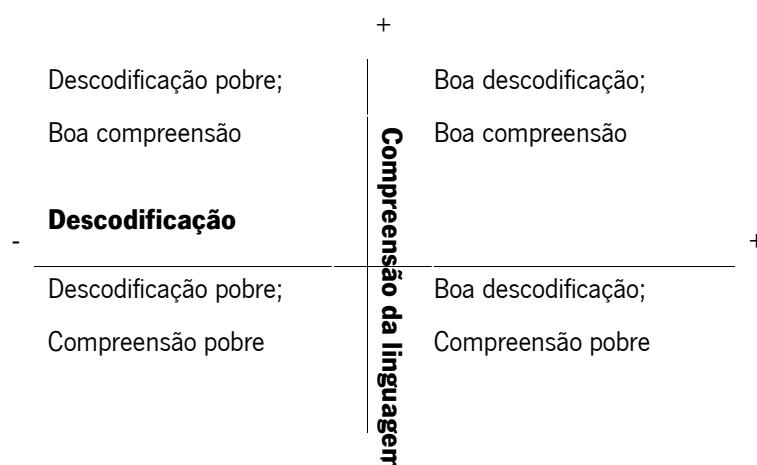 +
Descodificação pobre;
Boa compreensão
Boa descodificação;
Boa compreensão
Compreensão da linguagem
Descodificação
-
+
Descodificação pobre;
Compreensão pobre
Boa descodificação;
Compreensão pobre